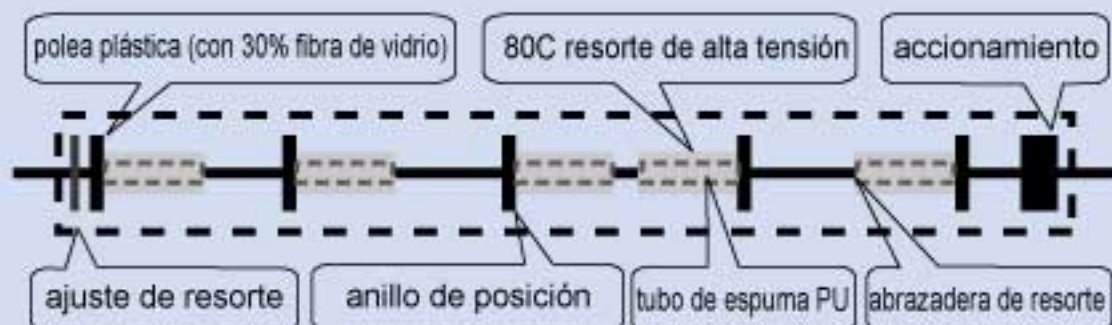 polea plástica (con 30% fibra de vidrio)
80C resorte de alta tensión
accionamiento
ajuste de resorte
anillo de posición
tubo de espuma PU
abrazadera de resorte